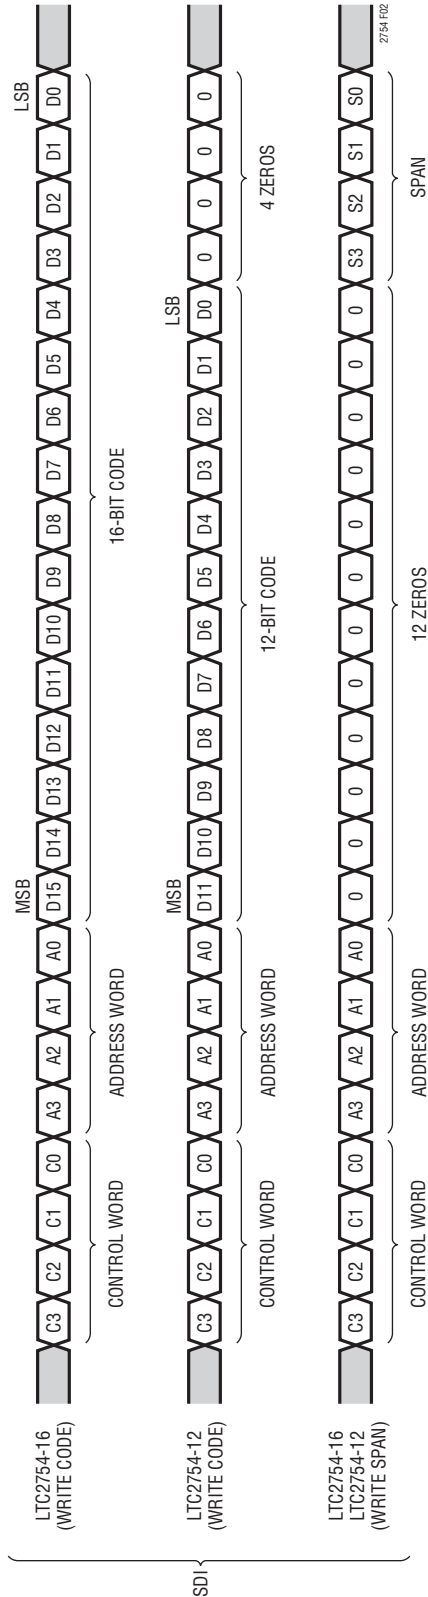 SDI
LTC2754-16
(WRITE CODE)
C3 C2 C1 C0 A3 A2 A1 A0 D15 D14 D13 D12 D11 D10 D9 D8 D7 D6 D5 D4 D3 D2 D1 D0
MSB LSB
CONTROL WORD ADDRESS WORD 16-BIT CODE
LTC2754-12
(WRITE CODE)
C3 C2 C1 C0 A3 A2 A1 A0 D11 D10 D9 D8 D7 D6 D5 D4 D3 D2 D1 D0 0 0 0 0
MSB LSB
CONTROL WORD ADDRESS WORD 12-BIT CODE 4 ZEROS
LTC2754-16
LTC2754-12
(WRITE SPAN)
C3 C2 C1 C0 A3 A2 A1 A0 0 0 0 0 0 0 0 0 0 0 0 0 S3 S2 S1 S0
CONTROL WORD ADDRESS WORD 12 ZEROS SPAN
2754 F02